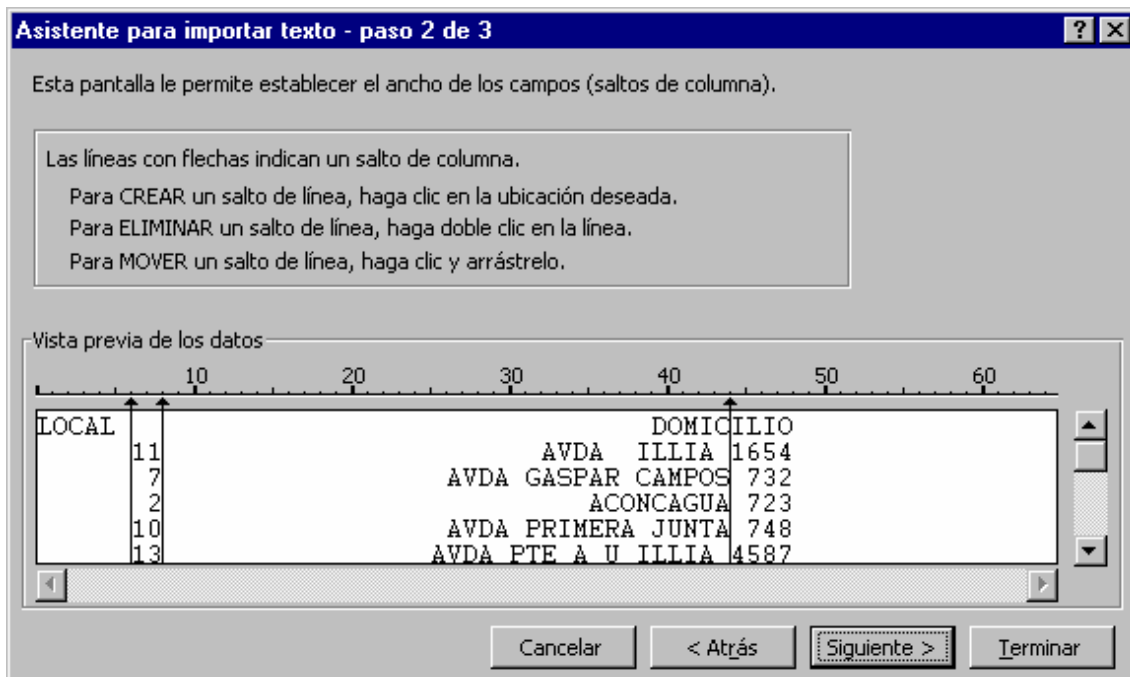 Asistente para importar texto - paso 2 de 3
Esta pantalla le permite establecer el ancho de los campos (saltos de columna).
Las líneas con flechas indican un salto de columna.
Para CREAR un salto de línea, haga clic en la ubicación deseada.
Para ELIMINAR un salto de línea, haga doble clic en la línea.
Para MOVER un salto de línea, haga clic y arrástrelo.
Vista previa de los datos
10 20 30 40 50 60
LOCAL DOMICILIO
11 AVDA ILLIA 1654
7 AVDA GASPAR CAMPOS 732
2 ACONCAGUA 723
10 AVDA PRIMERA JUNTA 748
13 AVDA PTE A U ILLIA 4587
Cancelar < Atrás Siguiente > Terminar